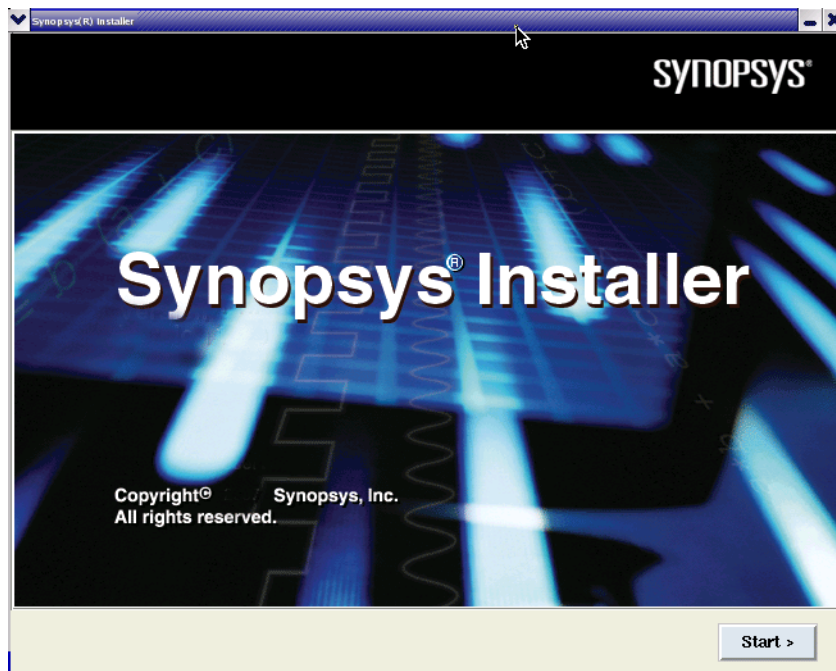 Synopsys(R) Installer
SYNOPSYS®
Synopsys® Installer
Copyright© Synopsys, Inc.
All rights reserved.
Start >